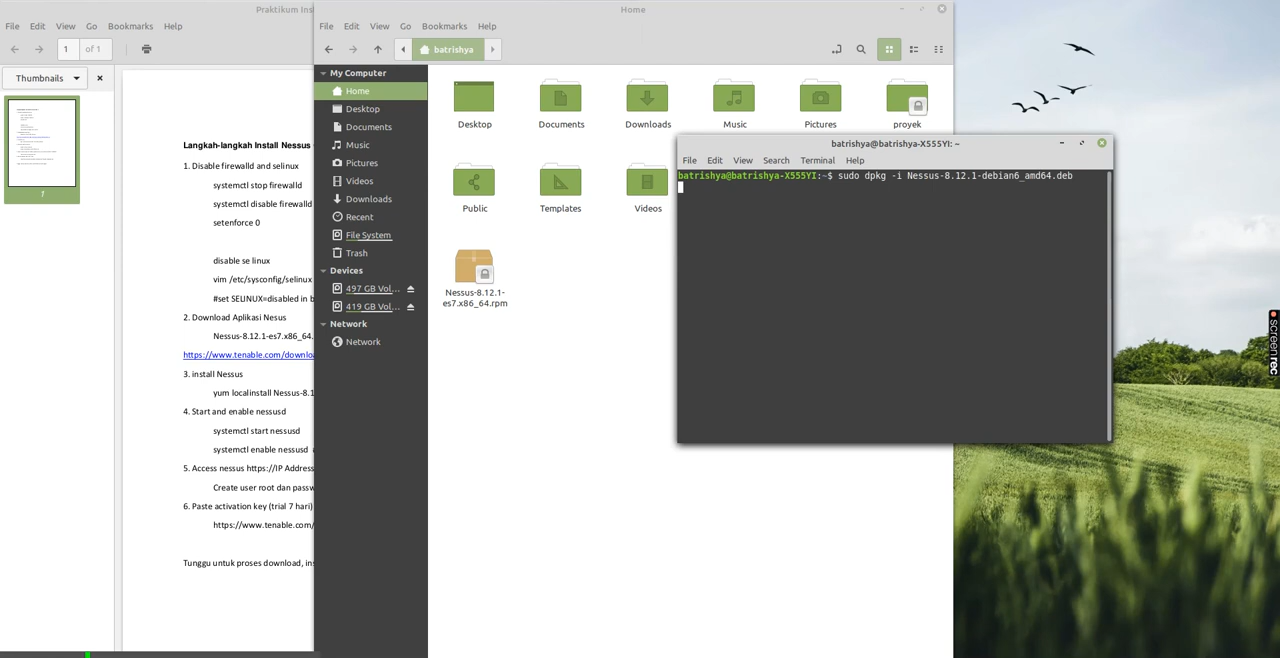 Praktikum Ins
File Edit View Go Bookmarks Help
1 of 1
Thumbnails
1
Langkah-langkah Install Nessus
1. Disable firewalld and selinux
systemctl stop firewalld
systemctl disable firewalld
setenforce 0
disable se linux
vim /etc/sysconfig/selinux
#set SELINUX=disabled in b
2. Download Aplikasi Nesus
Nessus-8.12.1-es7.x86_64.
https://www.tenable.com/downloa
3. install Nessus
yum localinstall Nessus-8.1
4. Start and enable nessusd
systemctl start nessusd
systemctl enable nessusd
5. Access nessus https://IP Address
Create user root dan passw
6. Paste activation key (trial 7 hari)
https://www.tenable.com/
Tunggu untuk proses download, ins
Home
File Edit View Go Bookmarks Help
batrishya
My Computer
Home
Desktop
Documents
Music
Pictures
Videos
Downloads
Recent
File System
Trash
Devices
497 GB Vol...
419 GB Vol...
Network
Network
Desktop Documents Downloads Music Pictures proyek
Public Templates Videos
Nessus-8.12.1-
es7.x86_64.rpm
batrishya@batrishya-X555YI: ~
File Edit View Search Terminal Help
batrishya@batrishya-X555YI:~$ sudo dpkg -i Nessus-8.12.1-debian6_amd64.deb
screenrec